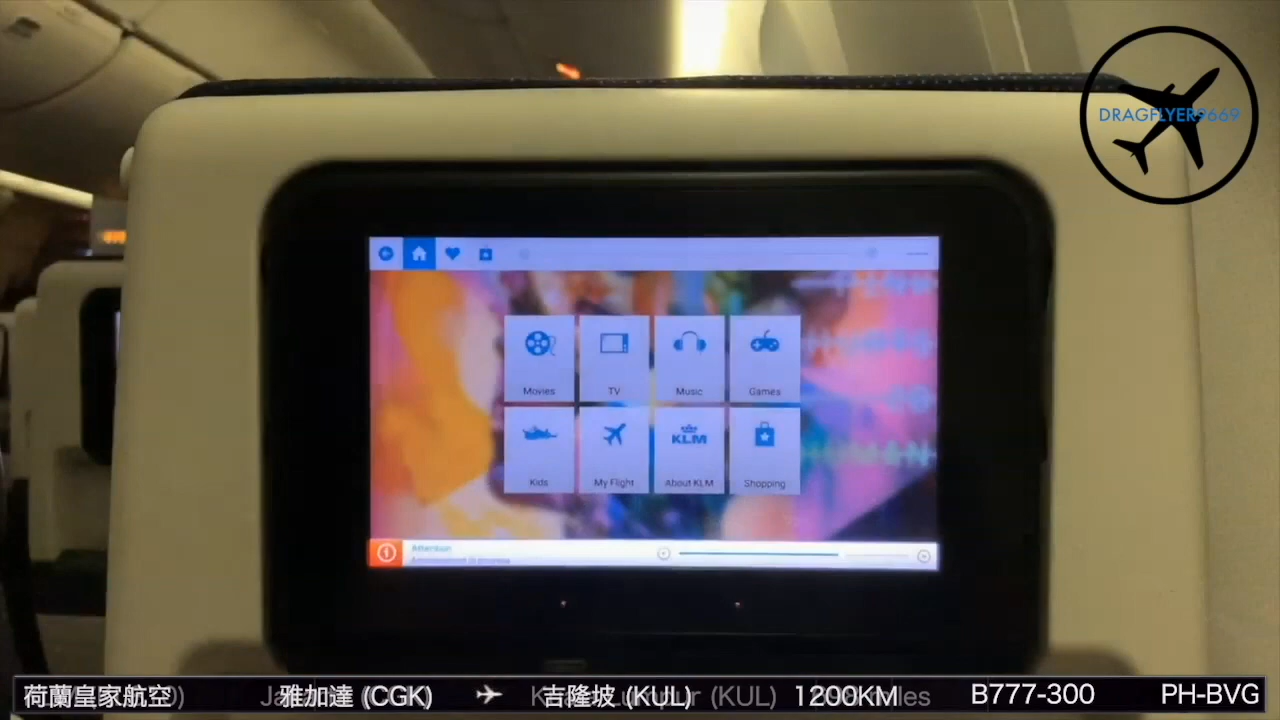 DRAGFLYER9669
Movies TV Music Games
KLM
Kids My Flight About KLM Shopping
Attention
荷蘭皇家航空 雅加達 (CGK) 吉隆坡 (KUL) 1200KM B777-300 PH-BVG